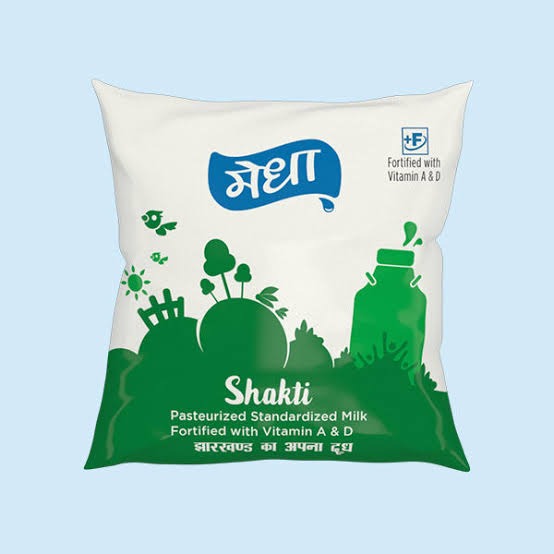 मेधा
+F
Fortified with
Vitamin A & D
Shakti
Pasteurized Standardized Milk
Fortified with Vitamin A & D
झारखण्ड का अपना दूध